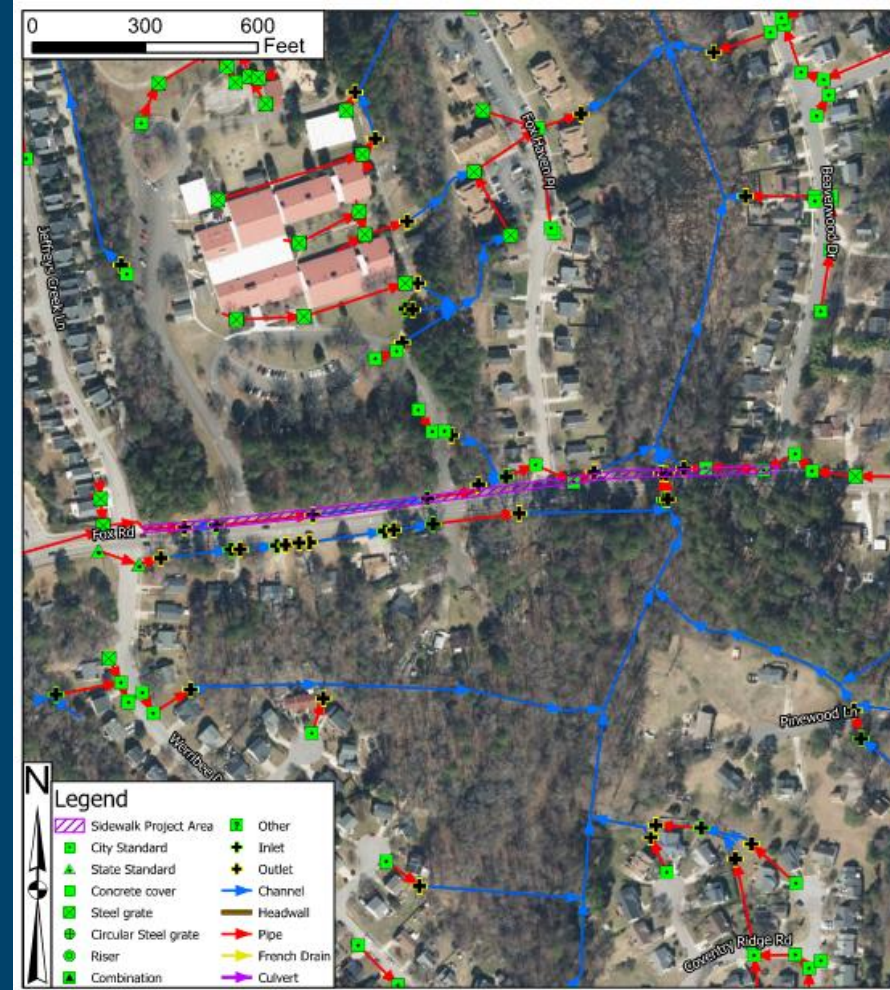 0 300 600
Feet
Fox Haven Pl
Beaverwood Dr
Jeffreys Creek Ln
Fox Rd
Pinewood Ln
Werribee D
Coventry Ridge Rd
N
Legend
Sidewalk Project Area
City Standard
State Standard
Concrete cover
Steel grate
Circular Steel grate
Riser
Combination
Other
Inlet
Outlet
Channel
Headwall
Pipe
French Drain
Culvert